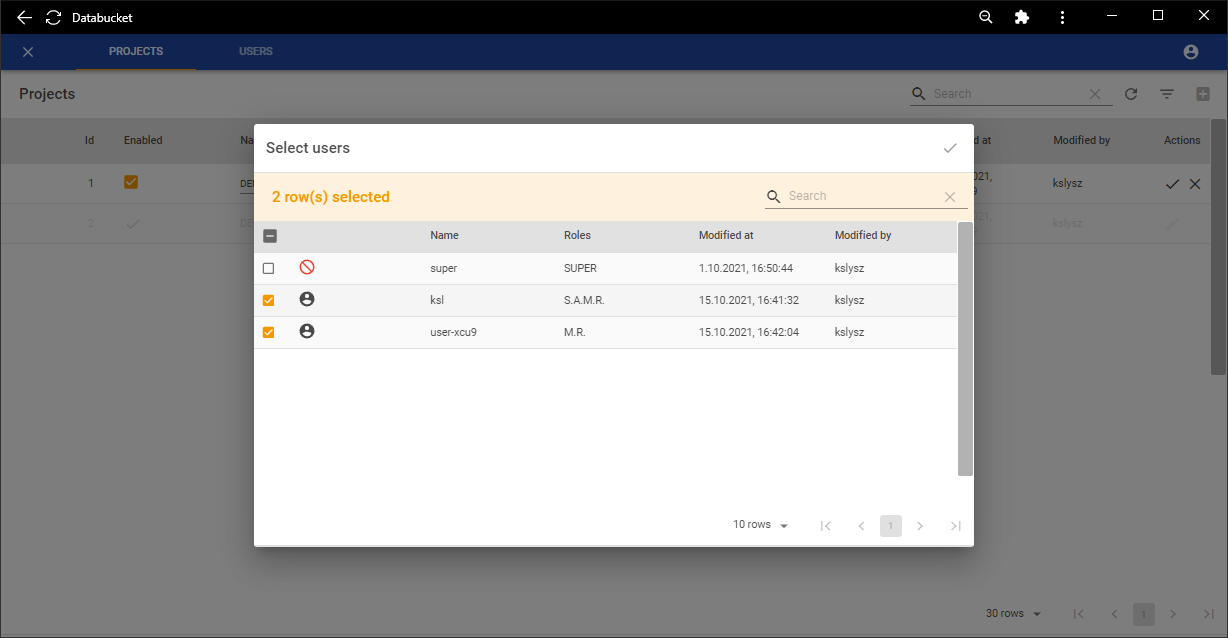 Databucket
PROJECTS USERS
Projects
Search
Id Enabled Na d at Modified by Actions
1 DE 021, 9 kslysz
2 DE 21, kslysz
Select users
2 row(s) selected
Search
Name Roles Modified at Modified by
super SUPER 1.10.2021, 16:50:44 kslysz
ksl S.A.M.R. 15.10.2021, 16:41:32 kslysz
user-xcu9 M.R. 15.10.2021, 16:42:04 kslysz
10 rows 1
30 rows 1